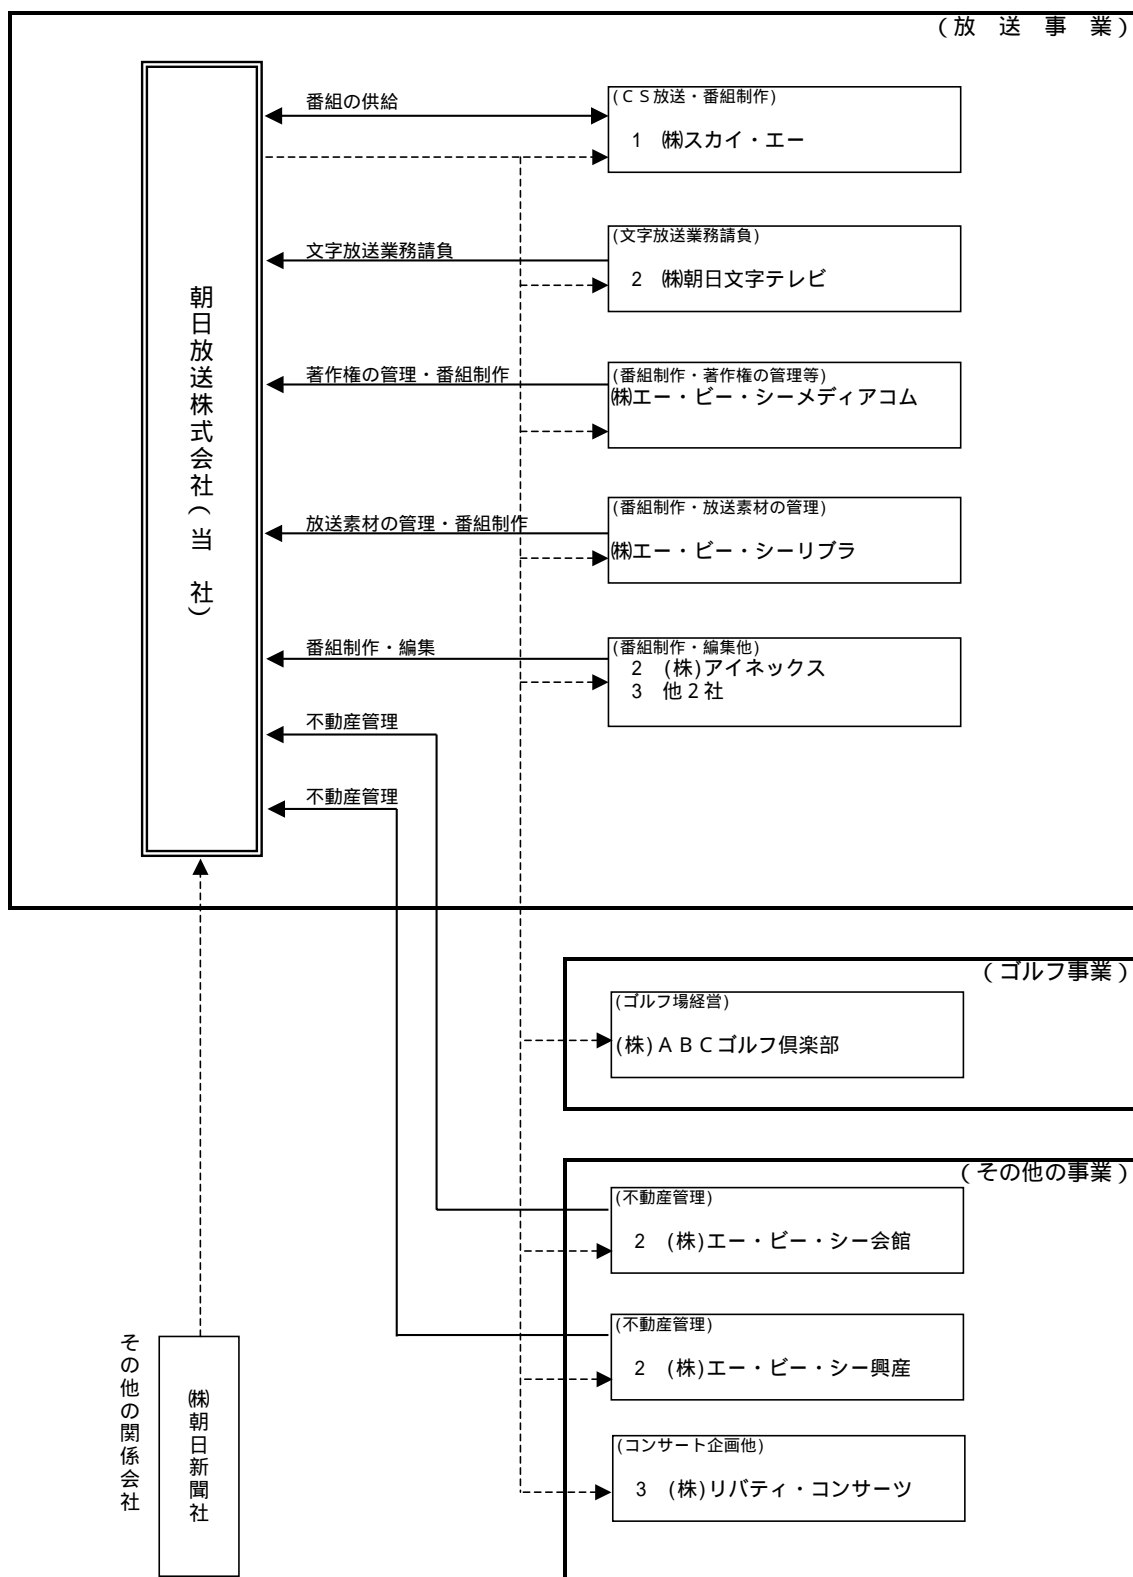 (放 送 事 業)
番組の供給
(CS放送・番組制作)
1 ㈱スカイ・エー
文字放送業務請負
(文字放送業務請負)
2 ㈱朝日文字テレビ
朝日放送株式会社(当 社)
著作権の管理・番組制作
(番組制作・著作権の管理等)
㈱エー・ビー・シーメディアコム
放送素材の管理・番組制作
(番組制作・放送素材の管理)
㈱エー・ビー・シーリブラ
番組制作・編集
(番組制作・編集他)
2 (株)アイネックス
3 他2社
不動産管理
不動産管理
(ゴルフ事業)
(ゴルフ場経営)
(株)ABCゴルフ倶楽部
(その他の事業)
(不動産管理)
2 (株)エー・ビー・シー会館
(不動産管理)
2 (株)エー・ビー・シー興産
(コンサート企画他)
3 (株)リバティ・コンサーツ
その他の関係会社
㈱朝日新聞社